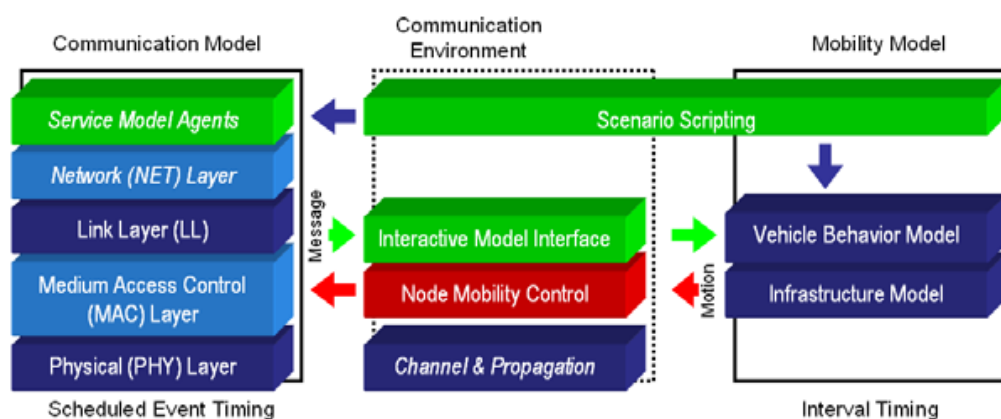 Communication Model
Communication
Environment
Mobility Model
Service Model Agents
Scenario Scripting
Network (NET) Layer
Link Layer (LL)
Message
Interactive Model Interface
Vehicle Behavior Model
Medium Access Control
(MAC) Layer
Node Mobility Control
Motion
Infrastructure Model
Physical (PHY) Layer
Channel & Propagation
Scheduled Event Timing
Interval Timing